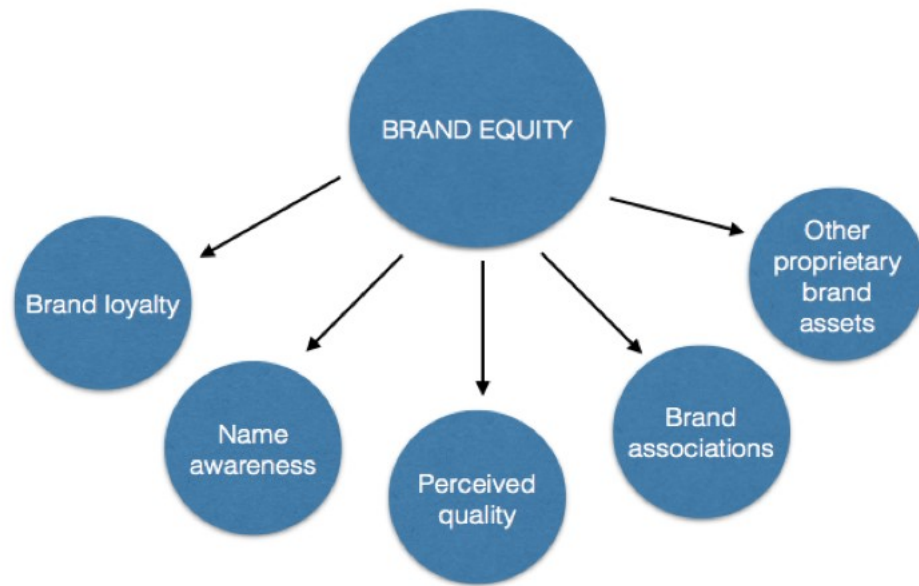 BRAND EQUITY
Brand loyalty
Name
awareness
Perceived
quality
Brand
associations
Other
proprietary
brand
assets